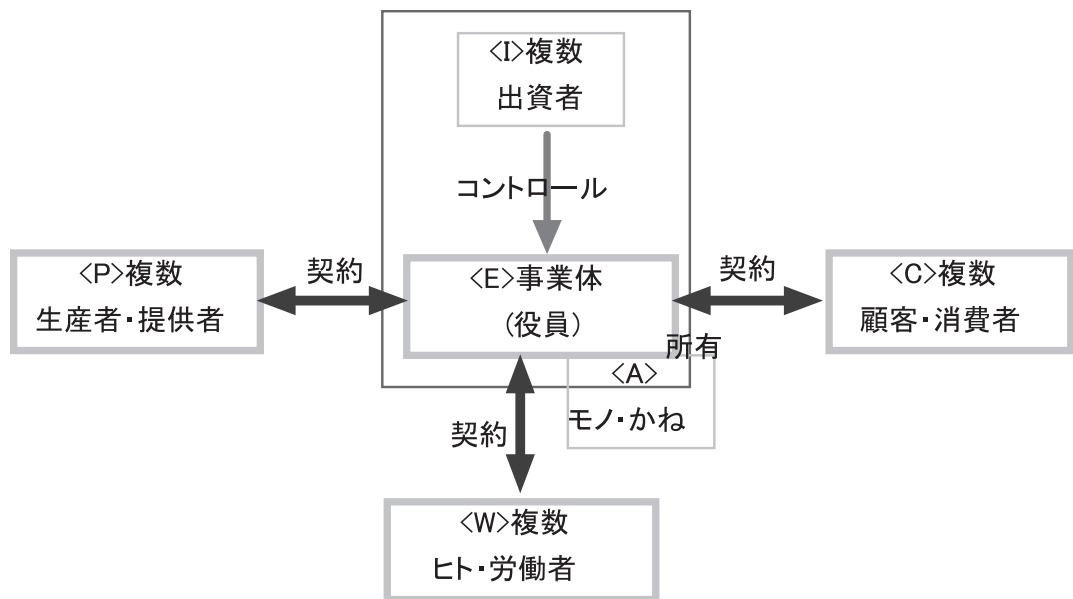 <I>複数
出資者
コントロール
<P>複数
生産者・提供者
契約
<E>事業体
(役員)
契約
<C>複数
顧客・消費者
所有
<A>
モノ・かね
契約
<W>複数
ヒト・労働者